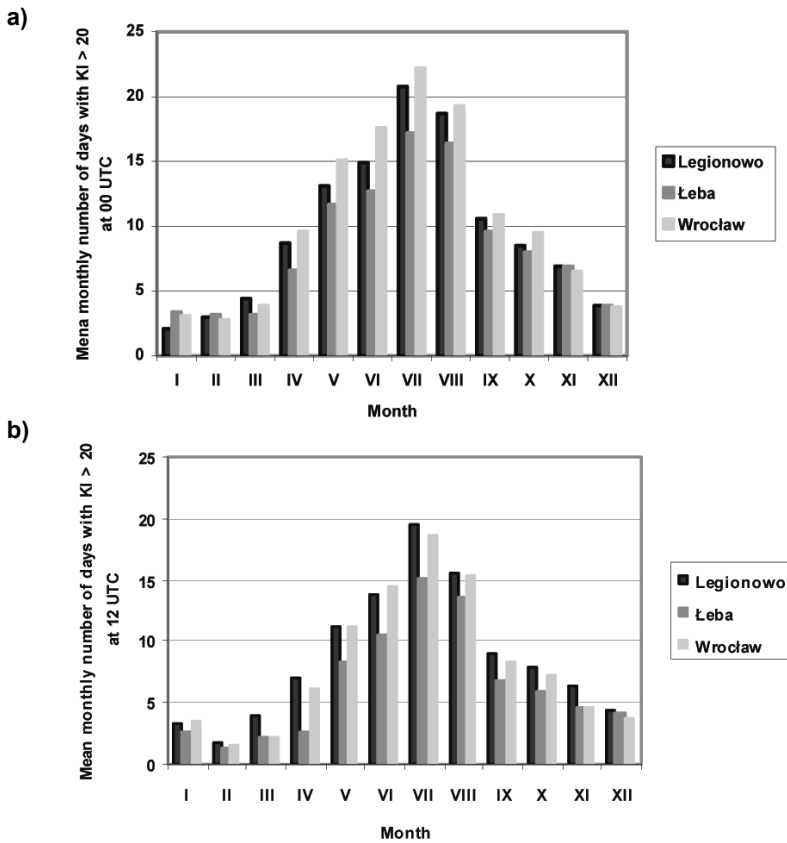 a)
Mena monthly number of days with KI > 20
at 00 UTC
25
20
15
10
5
0
I II III IV V VI VII VIII IX X XI XII
Month
Legionowo
Łeba
Wrocław
b)
Mean monthly number of days with KI > 20
at 12 UTC
25
20
15
10
5
0
I II III IV V VI VII VIII IX X XI XII
Month
Legionowo
Łeba
Wrocław